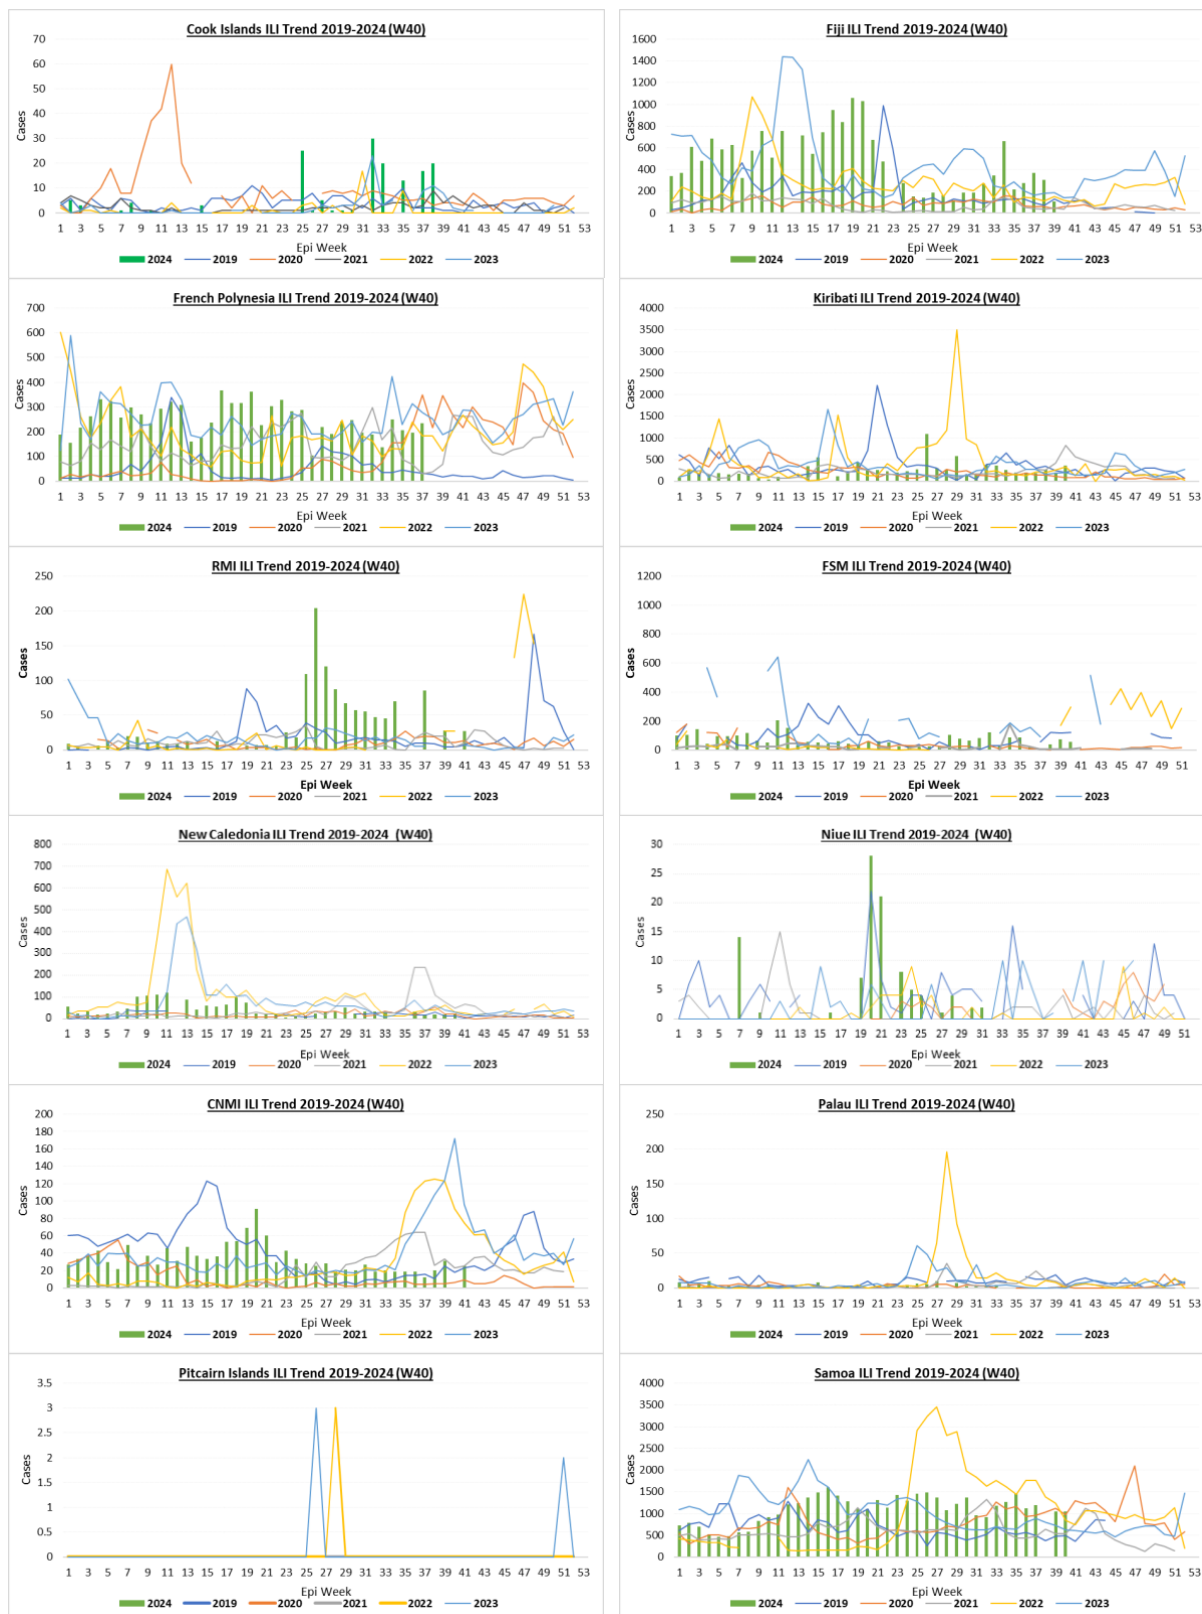 Cook Islands ILI Trend 2019-2024 (W40)
70
60
50
40
30
20
10
0
Cases
1 3 5 7 9 11 13 15 17 19 21 23 25 27 29 31 33 35 37 39 41 43 45 47 49 51 53
Epi Week
2024 2019 2020 2021 2022 2023
Fiji ILI Trend 2019-2024 (W40)
1600
1400
1200
1000
800
600
400
200
0
Cases
1 3 5 7 9 11 13 15 17 19 21 23 25 27 29 31 33 35 37 39 41 43 45 47 49 51 53
Epi Week
2024 2019 2020 2021 2022 2023
French Polynesia ILI Trend 2019-2024 (W40)
700
600
500
400
300
200
100
0
Cases
1 3 5 7 9 11 13 15 17 19 21 23 25 27 29 31 33 35 37 39 41 43 45 47 49 51 53
Epi Week
2024 2019 2020 2021 2022 2023
Kiribati ILI Trend 2019-2024 (W40)
4000
3500
3000
2500
2000
1500
1000
500
0
Cases
1 3 5 7 9 11 13 15 17 19 21 23 25 27 29 31 33 35 37 39 41 43 45 47 49 51 53
Epi Week
2024 2019 2020 2021 2022 2023
RMI ILI Trend 2019-2024 (W40)
250
200
150
100
50
0
Cases
1 3 5 7 9 11 13 15 17 19 21 23 25 27 29 31 33 35 37 39 41 43 45 47 49 51 53
Epi Week
2024 2019 2020 2021 2022 2023
FSM ILI Trend 2019-2024 (W40)
1200
1000
800
600
400
200
0
Cases
1 3 5 7 9 11 13 15 17 19 21 23 25 27 29 31 33 35 37 39 41 43 45 47 49 51
Epi Week
2024 2019 2020 2021 2022 2023
New Caledonia ILI Trend 2019-2024 (W40)
800
700
600
500
400
300
200
100
0
Cases
1 3 5 7 9 11 13 15 17 19 21 23 25 27 29 31 33 35 37 39 41 43 45 47 49 51
Epi Week
2024 2019 2020 2021 2022 2023
Niue ILI Trend 2019-2024 (W40)
30
25
20
15
10
5
0
Cases
1 3 5 7 9 11 13 15 17 19 21 23 25 27 29 31 33 35 37 39 41 43 45 47 49 51
Epi Week
2024 2019 2020 2021 2022 2023
CNMI ILI Trend 2019-2024 (W40)
200
180
160
140
120
100
80
60
40
20
0
Cases
1 3 5 7 9 11 13 15 17 19 21 23 25 27 29 31 33 35 37 39 41 43 45 47 49 51 53
Epi Week
2024 2019 2020 2021 2022 2023
Palau ILI Trend 2019-2024 (W40)
250
200
150
100
50
0
Cases
1 3 5 7 9 11 13 15 17 19 21 23 25 27 29 31 33 35 37 39 41 43 45 47 49 51 53
Epi Week
2024 2019 2020 2021 2022 2023
Pitcairn Islands ILI Trend 2019-2024 (W40)
3.5
3
2.5
2
1.5
1
0.5
0
Cases
1 3 5 7 9 11 13 15 17 19 21 23 25 27 29 31 33 35 37 39 41 43 45 47 49 51 53
Epi Week
2024 2019 2020 2021 2022 2023
Samoa ILI Trend 2019-2024 (W40)
4000
3500
3000
2500
2000
1500
1000
500
0
Cases
1 3 5 7 9 11 13 15 17 19 21 23 25 27 29 31 33 35 37 39 41 43 45 47 49 51 53
Epi Week
2024 2019 2020 2021 2022 2023